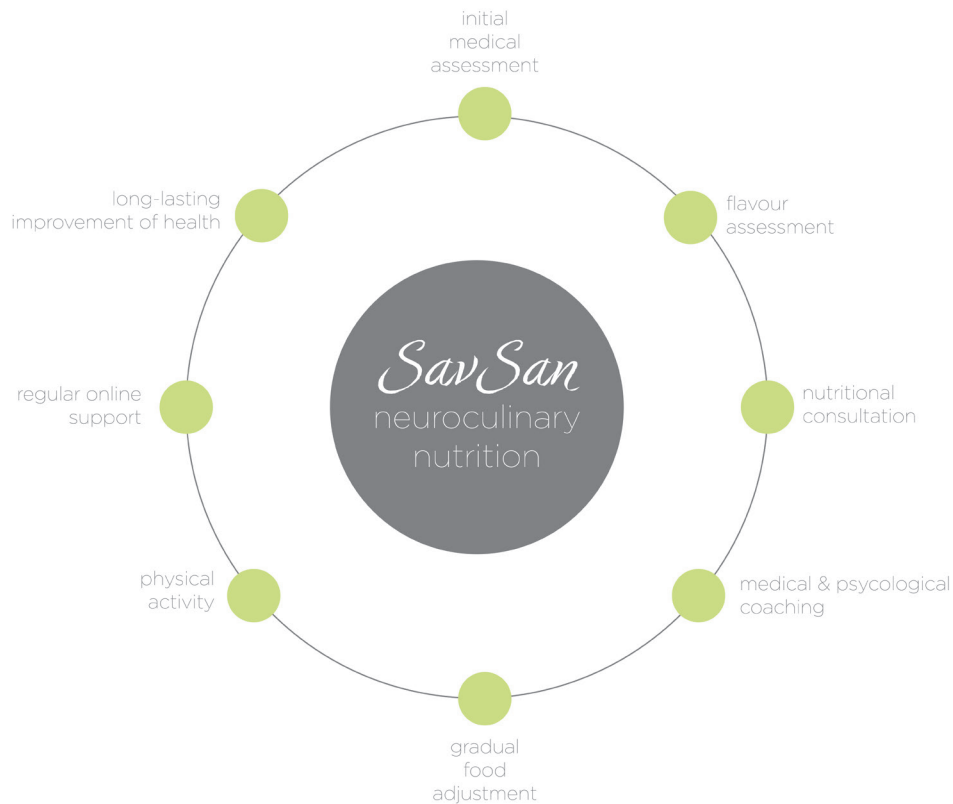 initial
medical
assessment
flavour
assessment
nutritional
consultation
medical & psycological
coaching
gradual
food
adjustment
physical
activity
regular online
support
long-lasting
improvement of health
SavSan
neuroculinary
nutrition